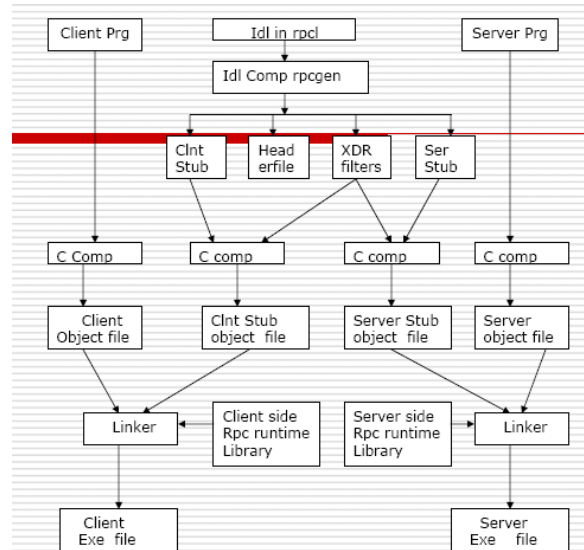 Client Prg
Idl in rpcl
Server Prg
Idl Comp rpcgen
Clnt
Stub
Head
erfile
XDR
filters
Ser
Stub
C Comp
C comp
C comp
C comp
Client
Object file
Clnt Stub
object file
Server Stub
object file
Server
object file
Linker
Client side
Rpc runtime
Library
Server side
Rpc runtime
Library
Linker
Client
Exe file
Server
Exe file